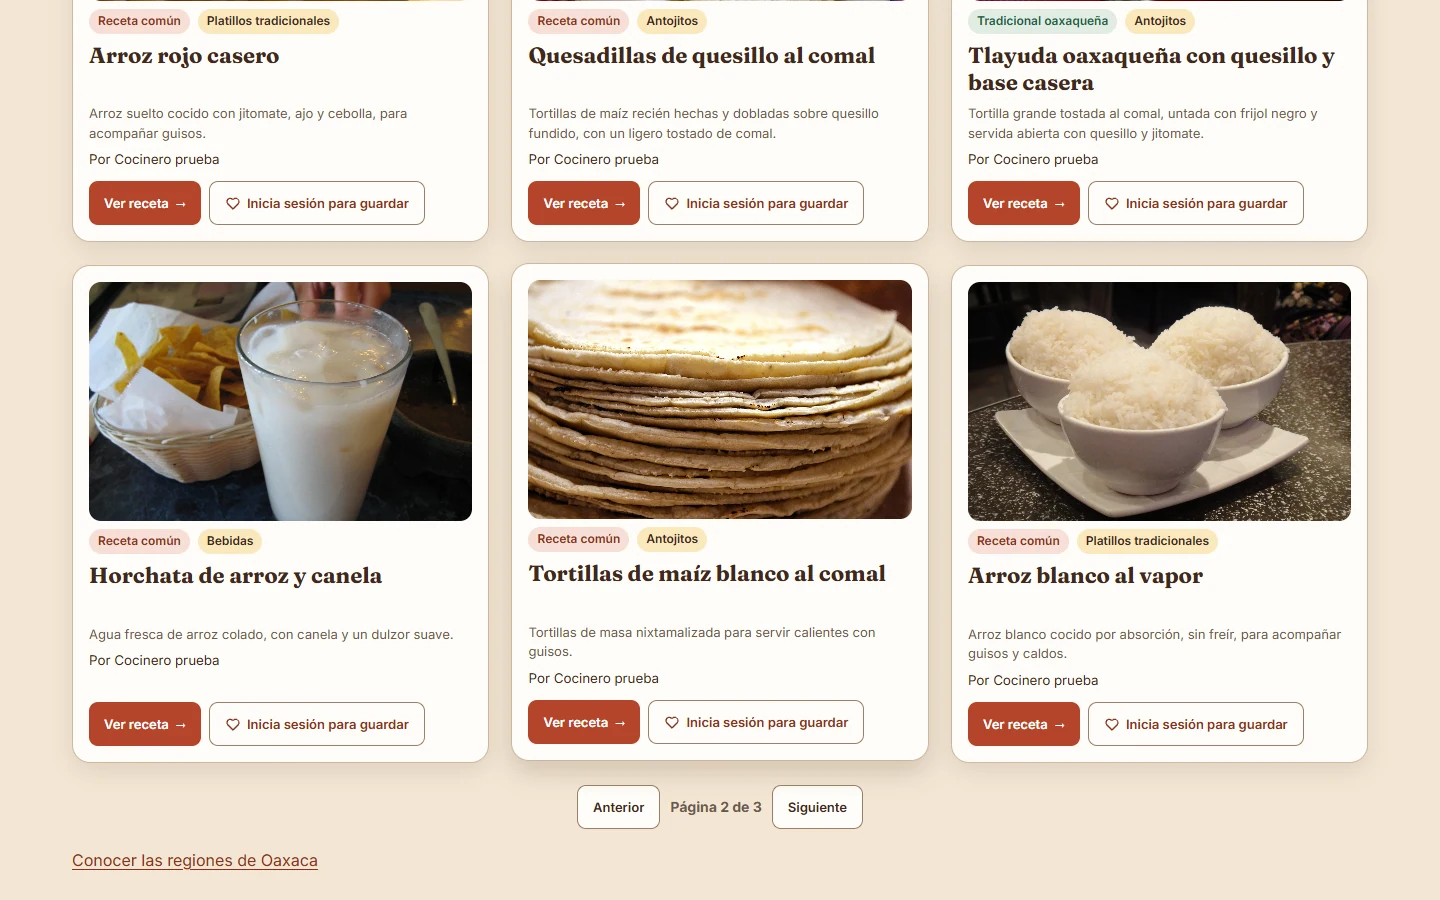 Receta común
Platillos tradicionales
Arroz rojo casero
Arroz suelto cocido con jitomate, ajo y cebolla, para
acompañar guisos.
Por Cocinero prueba
Ver receta →
Inicia sesión para guardar
Receta común
Antojitos
Quesadillas de quesillo al comal
Tortillas de maíz recién hechas y dobladas sobre quesillo
fundido, con un ligero tostado de comal.
Por Cocinero prueba
Ver receta →
Inicia sesión para guardar
Tradicional oaxaqueña
Antojitos
Tlayuda oaxaqueña con quesillo y
base casera
Tortilla grande tostada al comal, untada con frijol negro y
servida abierta con quesillo y jitomate.
Por Cocinero prueba
Ver receta →
Inicia sesión para guardar
Receta común
Bebidas
Horchata de arroz y canela
Agua fresca de arroz colado, con canela y un dulzor suave.
Por Cocinero prueba
Ver receta →
Inicia sesión para guardar
Receta común
Antojitos
Tortillas de maíz blanco al comal
Tortillas de masa nixtamalizada para servir calientes con
guisos.
Por Cocinero prueba
Ver receta →
Inicia sesión para guardar
Receta común
Platillos tradicionales
Arroz blanco al vapor
Arroz blanco cocido por absorción, sin freír, para acompañar
guisos y caldos.
Por Cocinero prueba
Ver receta →
Inicia sesión para guardar
Anterior
Página 2 de 3
Siguiente
Conocer las regiones de Oaxaca